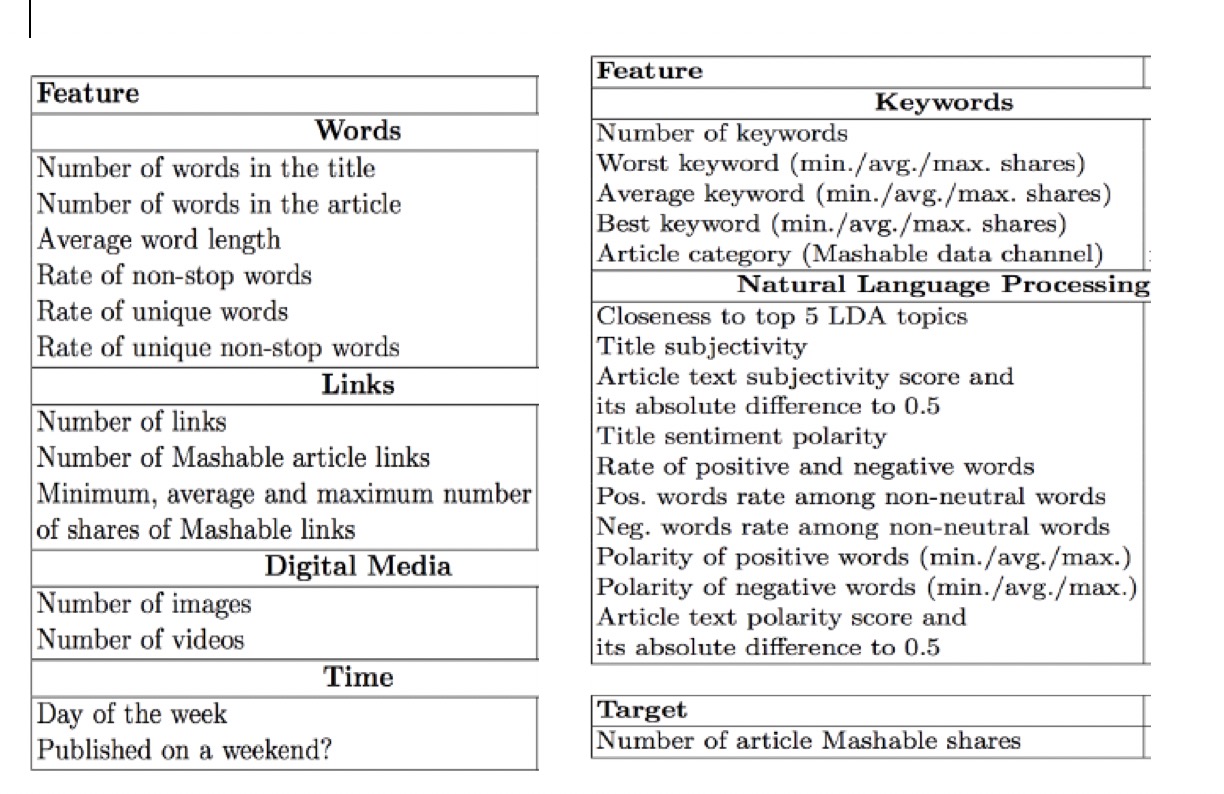 Feature
Words
Number of words in the title
Number of words in the article
Average word length
Rate of non-stop words
Rate of unique words
Rate of unique non-stop words
Links
Number of links
Number of Mashable article links
Minimum, average and maximum number
of shares of Mashable links
Digital Media
Number of images
Number of videos
Time
Day of the week
Published on a weekend?
Feature
Keywords
Number of keywords
Worst keyword (min./avg./max. shares)
Average keyword (min./avg./max. shares)
Best keyword (min./avg./max. shares)
Article category (Mashable data channel)
Natural Language Processing
Closeness to top 5 LDA topics
Title subjectivity
Article text subjectivity score and
its absolute difference to 0.5
Title sentiment polarity
Rate of positive and negative words
Pos. words rate among non-neutral words
Neg. words rate among non-neutral words
Polarity of positive words (min./avg./max.)
Polarity of negative words (min./avg./max.)
Article text polarity score and
its absolute difference to 0.5
Target
Number of article Mashable shares